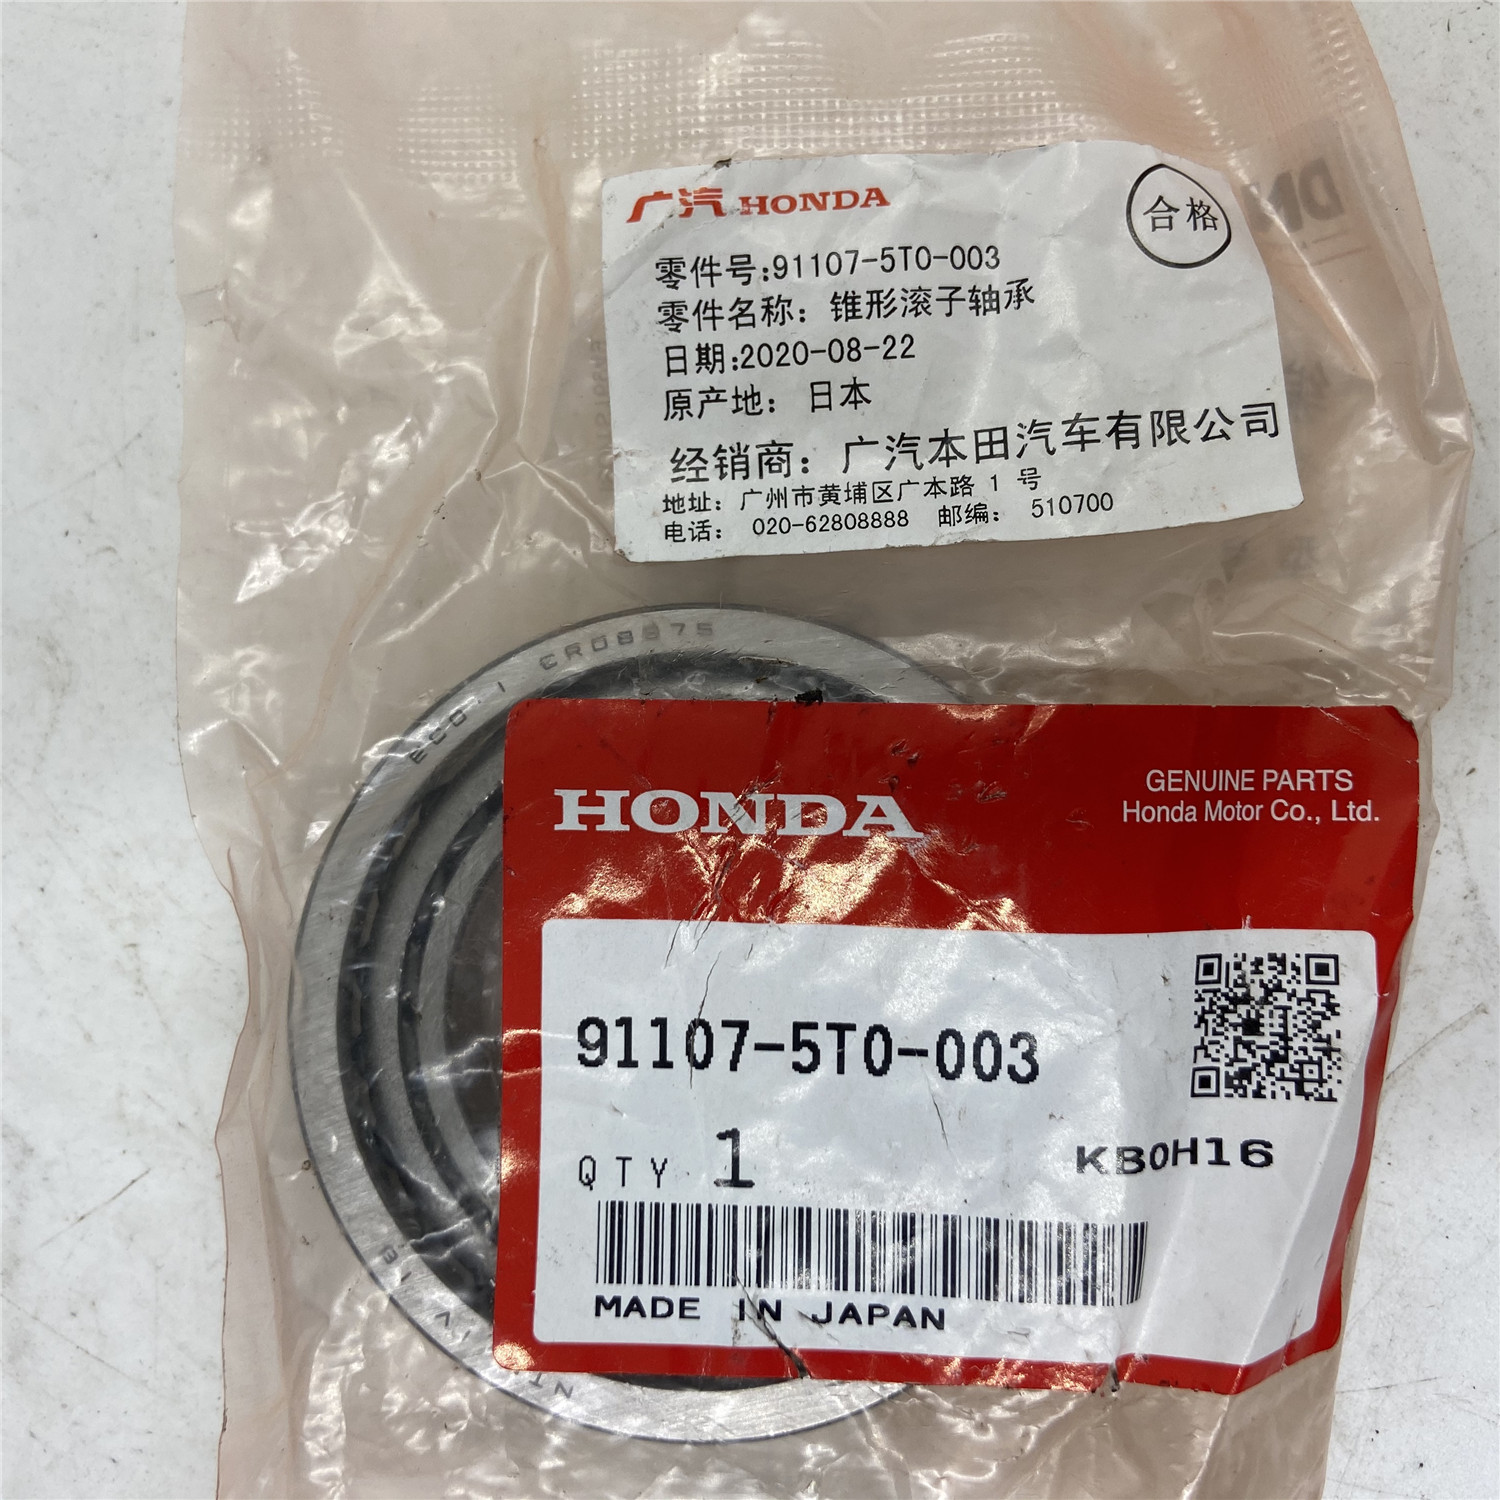 广汽 HONDA
合格
零件号:91107-5T0-003
零件名称: 锥形滚子轴承
日期:2020-08-22
原产地: 日本
经销商: 广汽本田汽车有限公司
地址: 广州市黄埔区广本路 1 号
电话: 020-62808888 邮编: 510700
HONDA
GENUINE PARTS
Honda Motor Co., Ltd.
91107-5T0-003
QTY 1
KB0H16
MADE IN JAPAN